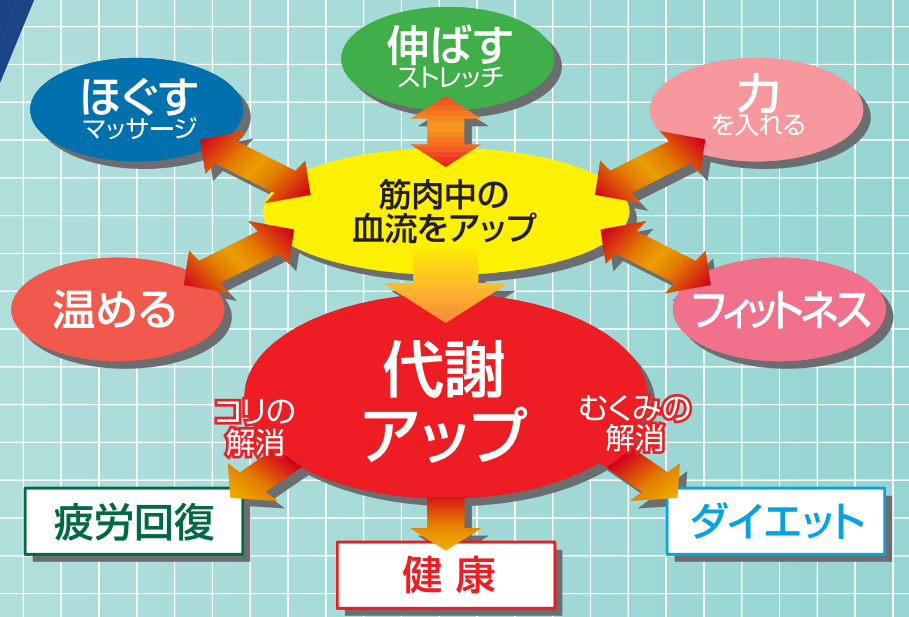 伸ばす
ストレッチ
ほぐす
マッサージ
力
を入れる
筋肉中の
血流をアップ
温める
フィットネス
代謝
アップ
コリの
解消
むくみの
解消
疲労回復
健康
ダイエット